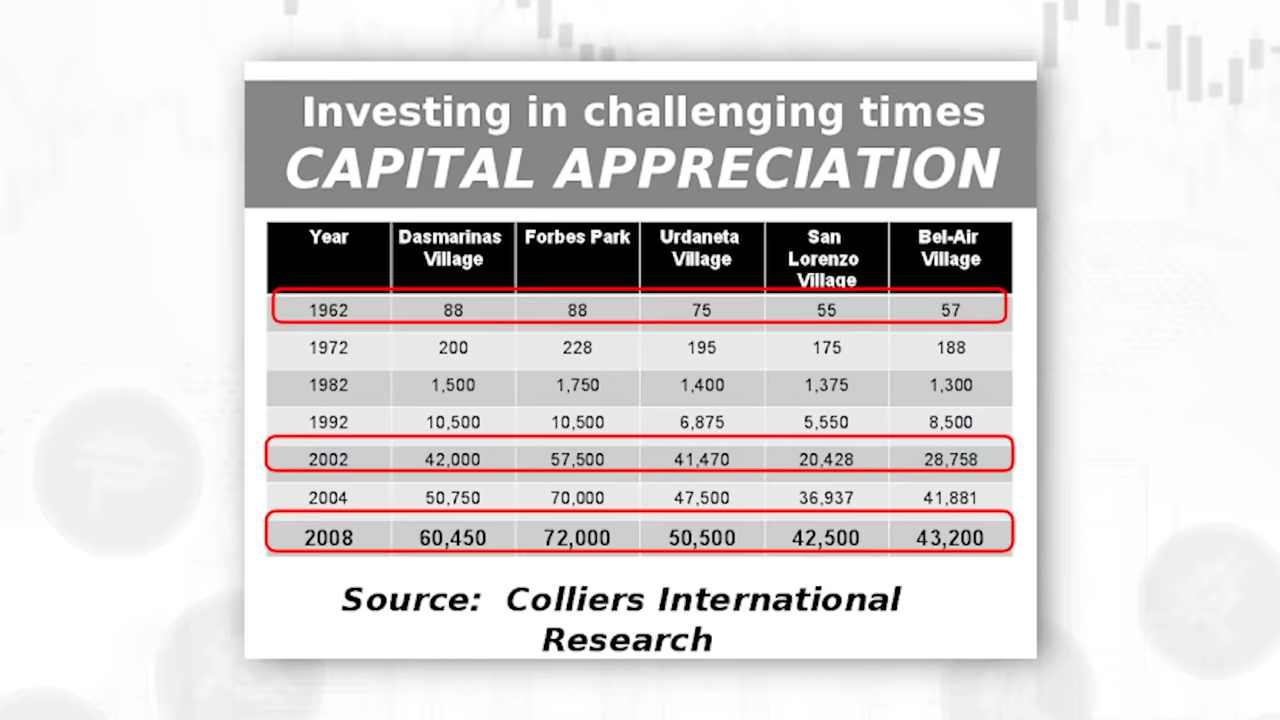 Investing in challenging times
CAPITAL APPRECIATION
Year Dasmarinas Village Forbes Park Urdaneta Village San Lorenzo Village Bel-Air Village
1962 88 88 75 55 57
1972 200 228 195 175 188
1982 1,500 1,750 1,400 1,375 1,300
1992 10,500 10,500 6,875 5,550 8,500
2002 42,000 57,500 41,470 20,428 28,758
2004 50,750 70,000 47,500 36,937 41,881
2008 60,450 72,000 50,500 42,500 43,200
Source: Colliers International
Research